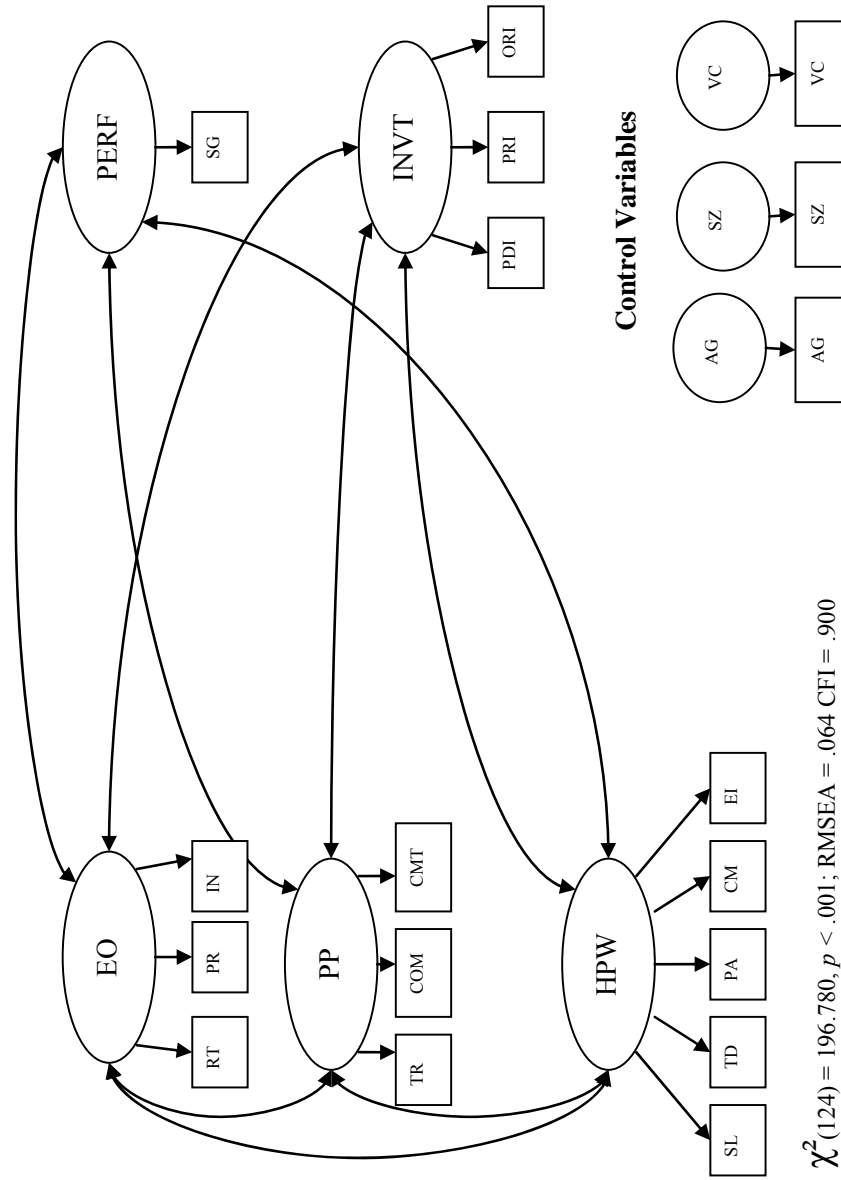 EO
RT
PR
IN
PERF
SG
PP
TR
COM
CMT
INVT
PDI
PRI
ORI
HPW
SL
TD
PA
CM
EI
Control Variables
AG
SZ
VC
AG
SZ
VC
χ²(124) = 196.780, p < .001; RMSEA = .064 CFI = .900